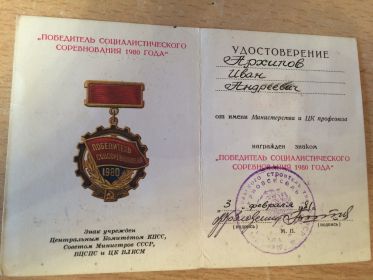 "ПОБЕДИТЕЛЬ СОЦИАЛИСТИЧЕСКОГО
СОРЕВНОВАНИЯ 1980 ГОДА"
ПОБЕДИТЕЛЬ
СОЦСОРЕВНОВАНИЯ
1980
Знак учрежден
Центральным Комитетом КПСС,
Советом Министров СССР,
ВЦСПС и ЦК ВЛКСМ
УДОСТОВЕРЕНИЕ
Архипов
Иван
Андреевич
от имени Министерства и ЦК профсоюза
награжден знаком
"ПОБЕДИТЕЛЬ СОЦИАЛИСТИЧЕСКОГО
СОРЕВНОВАНИЯ 1980 ГОДА"
"3" февраля 1981 г.
(подпись) (подпись)
М. П.